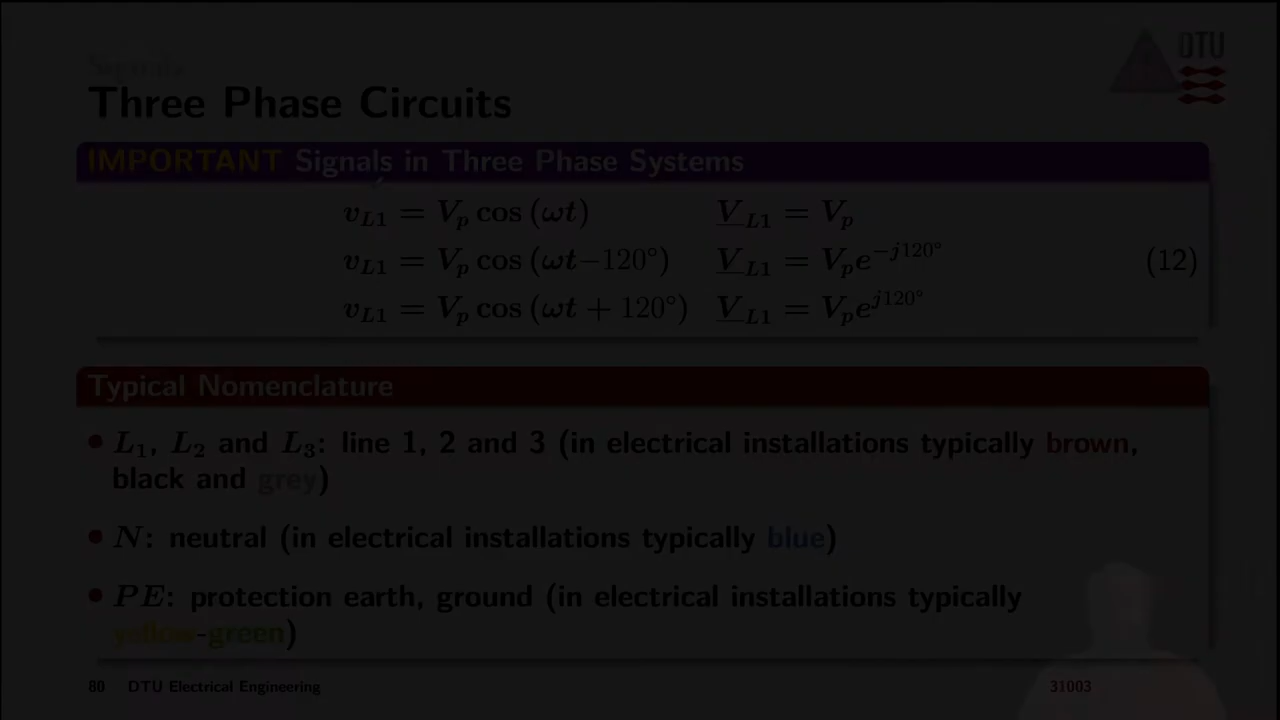 Signals
DTU
Three Phase Circuits
IMPORTANT Signals in Three Phase Systems
v_{L1} = V_p cos (ωt) V_{L1} = V_p
v_{L1} = V_p cos (ωt−120°) V_{L1} = V_p e^{−j120°} (12)
v_{L1} = V_p cos (ωt + 120°) V_{L1} = V_p e^{j120°}
Typical Nomenclature
• L₁, L₂ and L₃: line 1, 2 and 3 (in electrical installations typically brown,
black and grey)
• N: neutral (in electrical installations typically blue)
• PE: protection earth, ground (in electrical installations typically
yellow-green)
80 DTU Electrical Engineering 31003